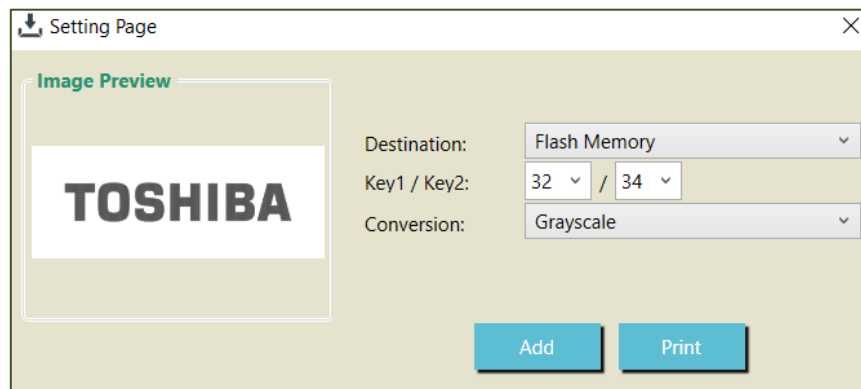 Setting Page
Image Preview
TOSHIBA
Destination: Flash Memory
Key1 / Key2: 32 / 34
Conversion: Grayscale
Add Print